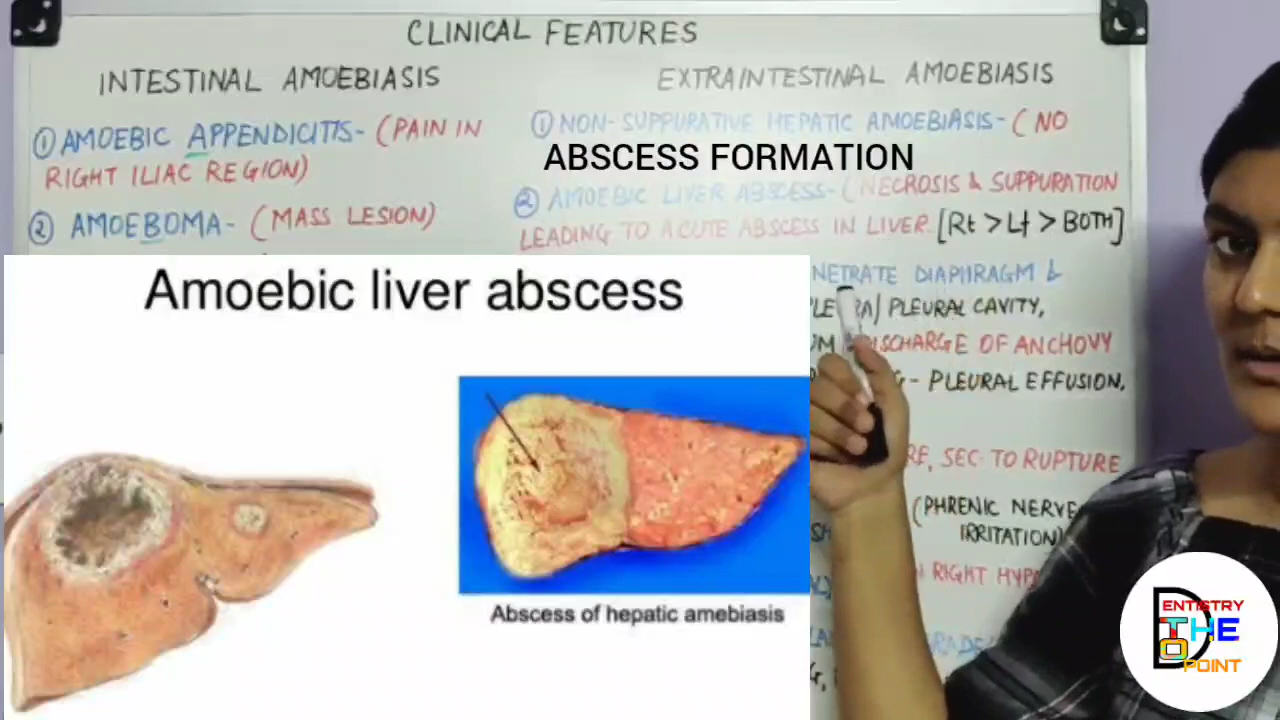 CLINICAL FEATURES
INTESTINAL AMOEBIASIS
① AMOEBIC APPENDICITIS- (PAIN IN
RIGHT ILIAC REGION)
② AMOEBOMA- (MASS LESION)
EXTRAINTESTINAL AMOEBIASIS
① NON-SUPPURATIVE HEPATIC AMOEBIASIS- (NO
ABSCESS FORMATION
② AMOEBIC LIVER ABSCESS- (NECROSIS & SUPPURATION
LEADING TO ACUTE ABSCESS IN LIVER. [Rt > Lf > BOTH]
NETRATE DIAPHRAGM &
PLEURAL CAVITY,
DISCHARGE OF ANCHOVY
- PLEURAL EFFUSION,
SEC. TO RUPTURE
(PHRENIC NERVE
IRRITATION)
RIGHT HYP
Amoebic liver abscess
Abscess of hepatic amebiasis
DENTISTRY
THE
TO
POINT